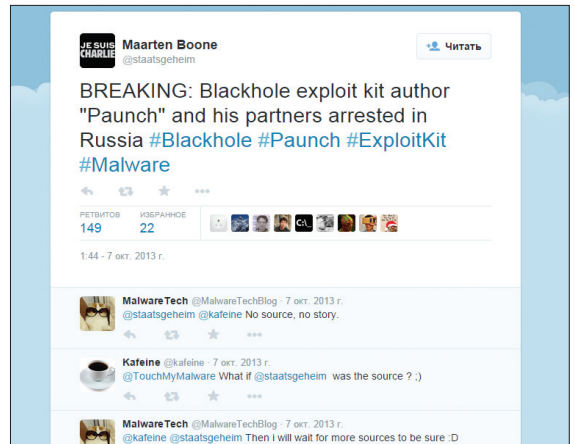 JE SUIS
CHARLIE
Maarten Boone
@staatsgeheim
Читать
BREAKING: Blackhole exploit kit author
"Paunch" and his partners arrested in
Russia #Blackhole #Paunch #ExploitKit
#Malware
РЕТВИТОВ ИЗБРАННОЕ
149 22
C:\_
1:44 - 7 окт. 2013 г.
MalwareTech @MalwareTechBlog · 7 окт. 2013 г.
@staatsgeheim @kafeine No source, no story.
Kafeine @kafeine · 7 окт. 2013 г.
@TouchMyMalware What if @staatsgeheim was the source ? ;)
MalwareTech @MalwareTechBlog · 7 окт. 2013 г.
@kafeine @staatsgeheim Then i will wait for more sources to be sure :D